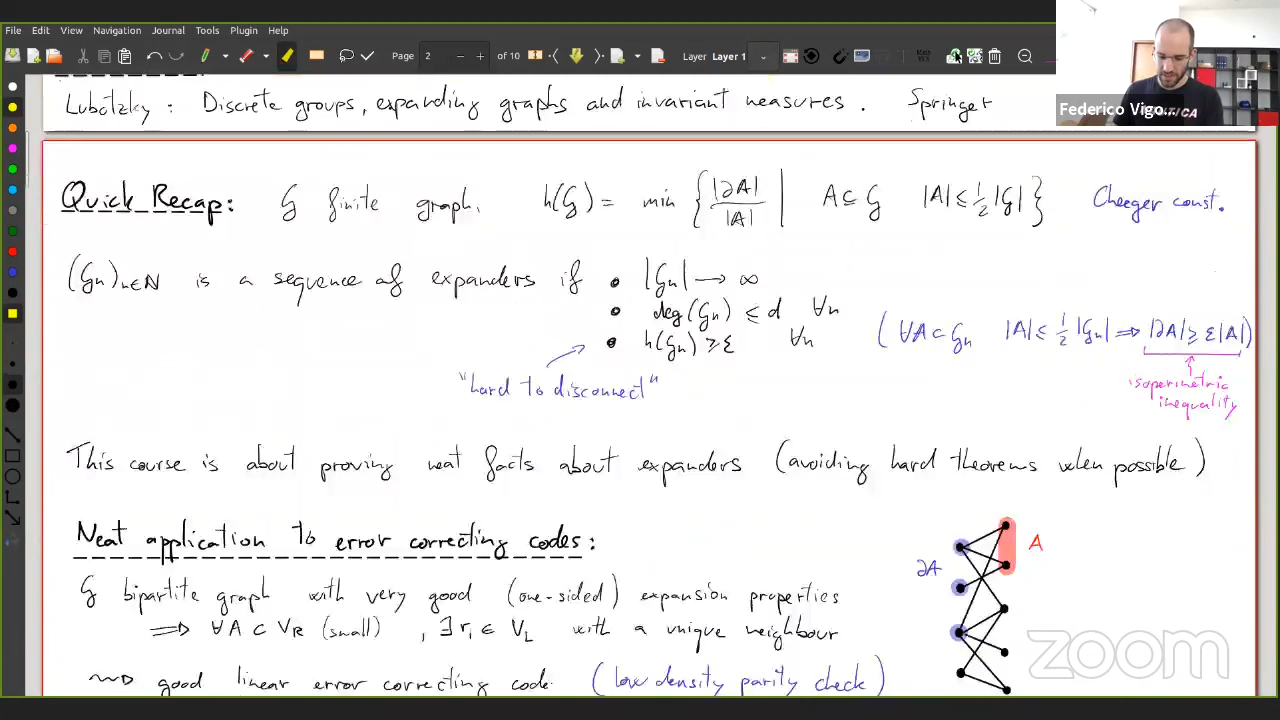 File Edit View Navigation Journal Tools Plugin Help
Page 2 of 10 Layer Layer 1
Federico Vigo...
Lubotzky : Discrete groups, expanding graphs and invariant measures. Springer
Quick Recap: G finite graph, h(G) = min { |∂A| / |A| | A ⊆ G |A| ≤ 1/2 |G| } Cheeger const.
(Gn)n∈ℕ is a sequence of expanders if • |Gn| → ∞
• deg(Gn) ≤ d ∀n
• h(Gn) ≥ ε ∀n ( ∀A ⊂ Gn |A| ≤ 1/2 |Gn| ⇒ |∂A| ≥ ε|A| )
"hard to disconnect" isoperimetric
inequality
This course is about proving neat facts about expanders (avoiding hard theorems when possible)
Neat application to error correcting codes:
A
∂A
G bipartite graph with very good (one-sided) expansion properties
⇒ ∀A ⊂ VR (small) , ∃ ri ∈ VL with a unique neighbour
⇝ good linear error correcting code (low density parity check)
zoom